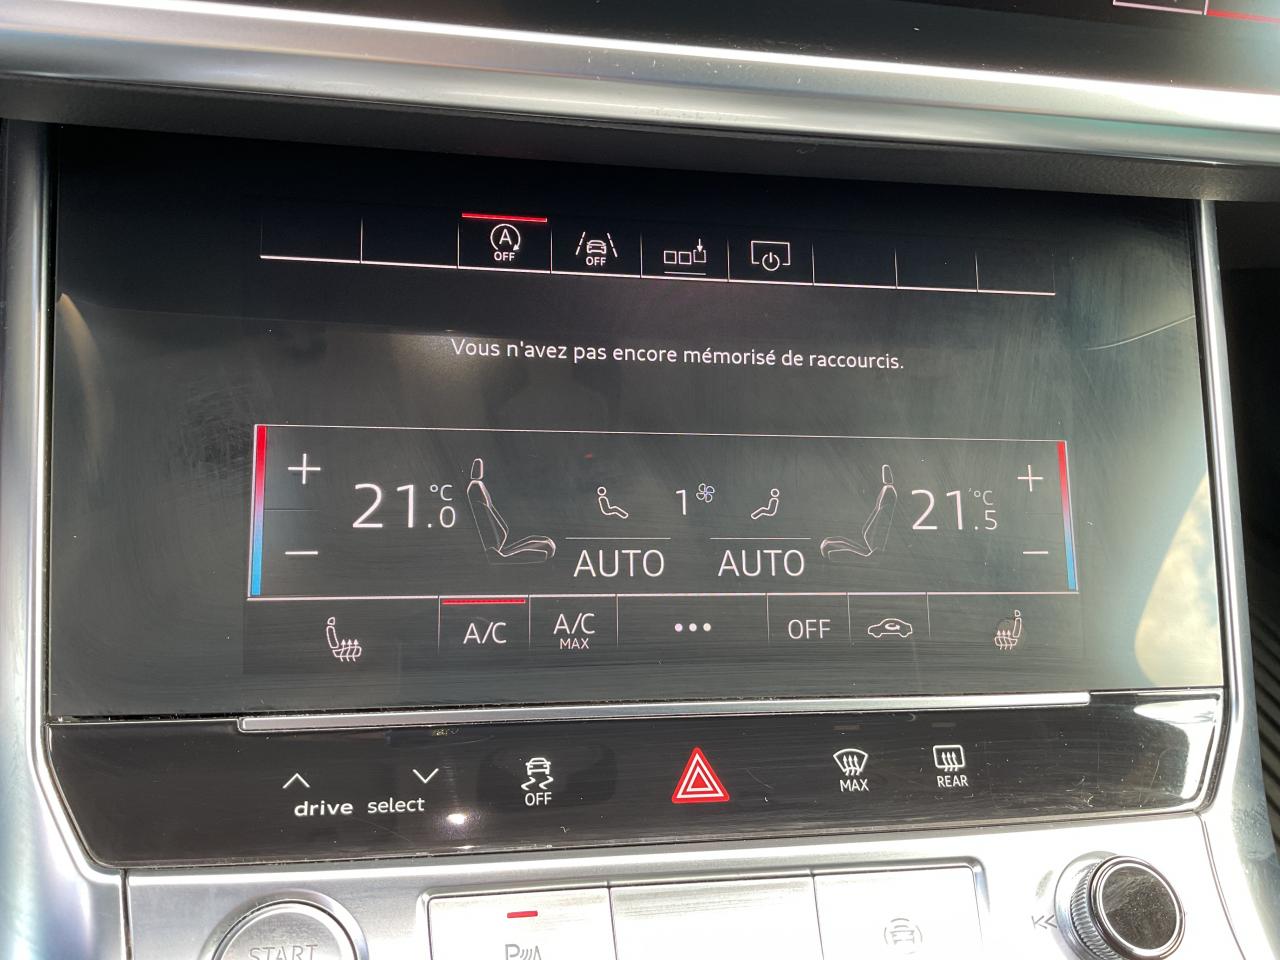 A
OFF
OFF
Vous n'avez pas encore mémorisé de raccourcis.
21.0 °C
1
21.5 °C
AUTO AUTO
A/C
A/C
MAX
OFF
drive select
OFF
MAX
REAR
START
P